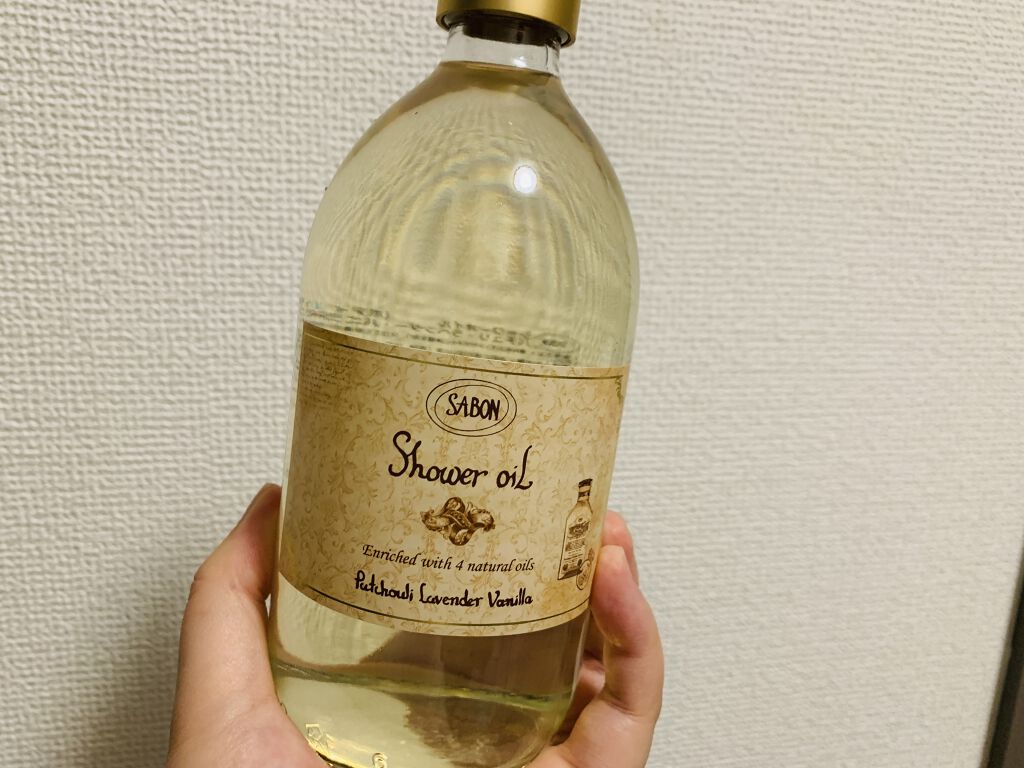 SABON
Shower oil
Enriched with 4 natural oils
Patchouli Lavender Vanilla